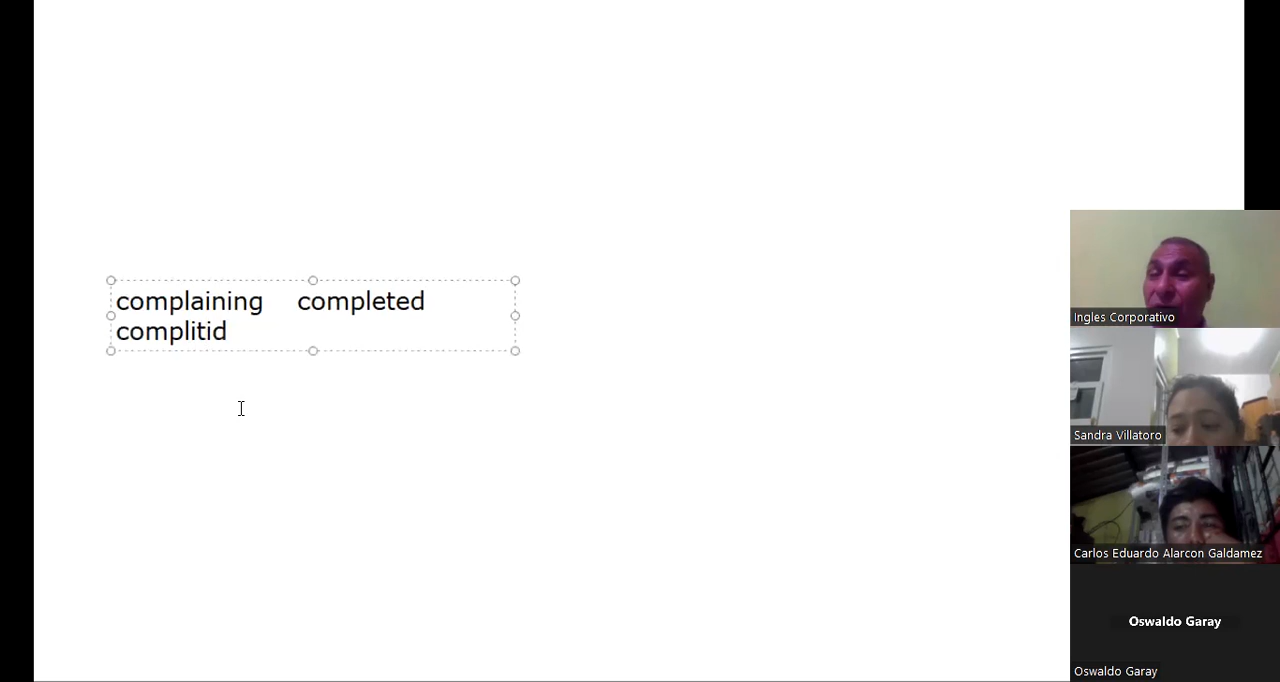 complaining completed
complitid
Ingles Corporativo
Sandra Villatoro
Carlos Eduardo Alarcon Galdamez
Oswaldo Garay
Oswaldo Garay